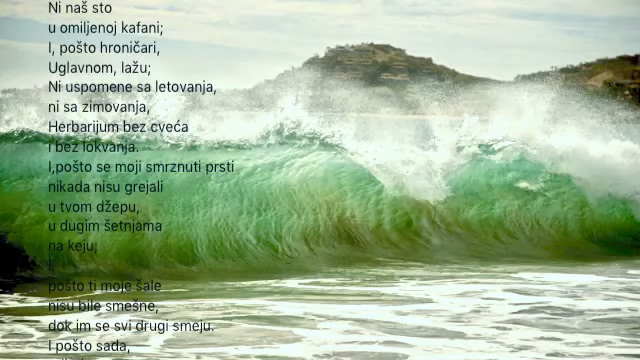 Ni naš sto
u omiljenoj kafani;
I, pošto hroničari,
Uglavnom, lažu;
Ni uspomene sa letovanja,
ni sa zimovanja,
Herbarijum bez cveća
i bez lokvanja.
I,pošto se moji smrznuti prsti
nikada nisu grejali
u tvom džepu,
u dugim šetnjama
na keju;
pošto ti moje šale
nisu bile smešne,
dok im se svi drugi smeju.
I pošto sada,